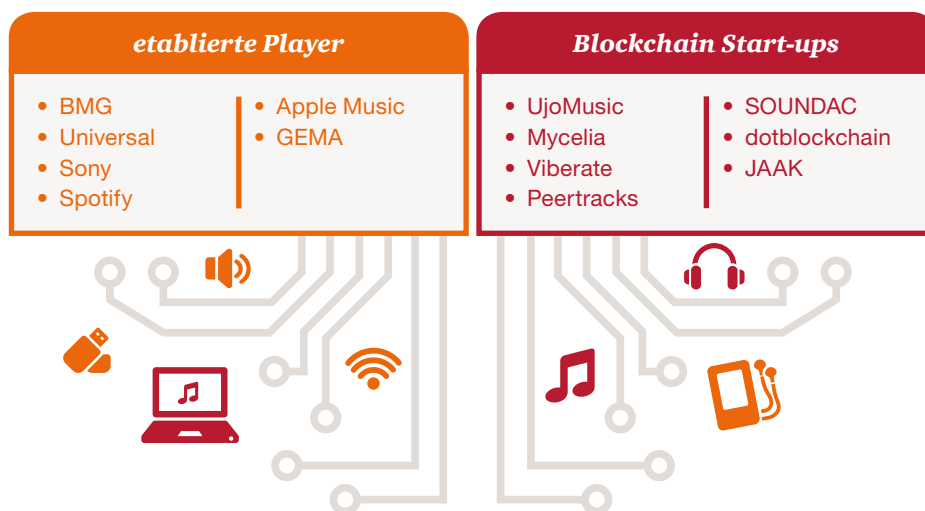 etablierte Player
• BMG
• Universal
• Sony
• Spotify
• Apple Music
• GEMA
Blockchain Start-ups
• UjoMusic
• Mycelia
• Viberate
• Peertracks
• SOUNDAC
• dotblockchain
• JAAK